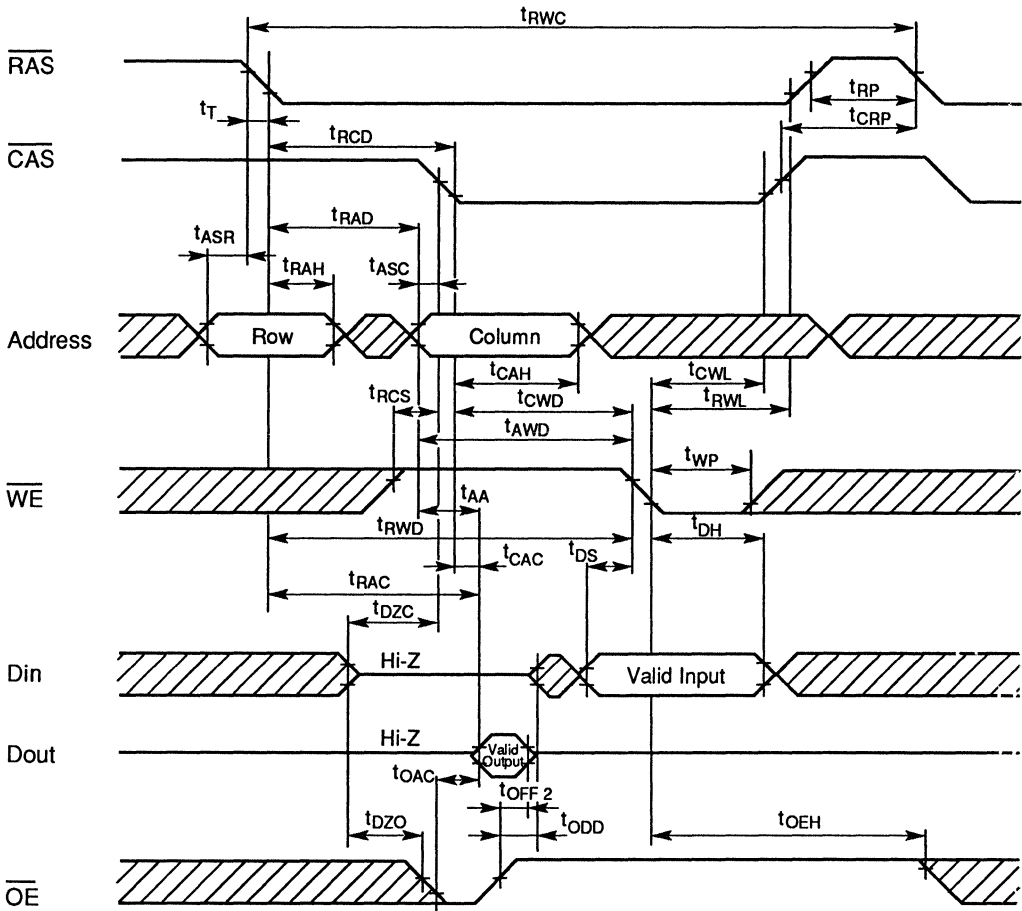 tRWC
RAS
tRP
tT
tCRP
tRCD
CAS
tRAD
tASR
tRAH
tASC
Address
Row
Column
tCAH
tCWL
tRCS
tCWD
tRWL
tAWD
tWP
WE
tAA
tRWD
tDH
tCAC
tDS
tRAC
tDZC
Din
Hi-Z
Valid Input
Dout
Hi-Z
Valid
Output
tOAC
tOFF 2
tDZO
tODD
tOEH
OE